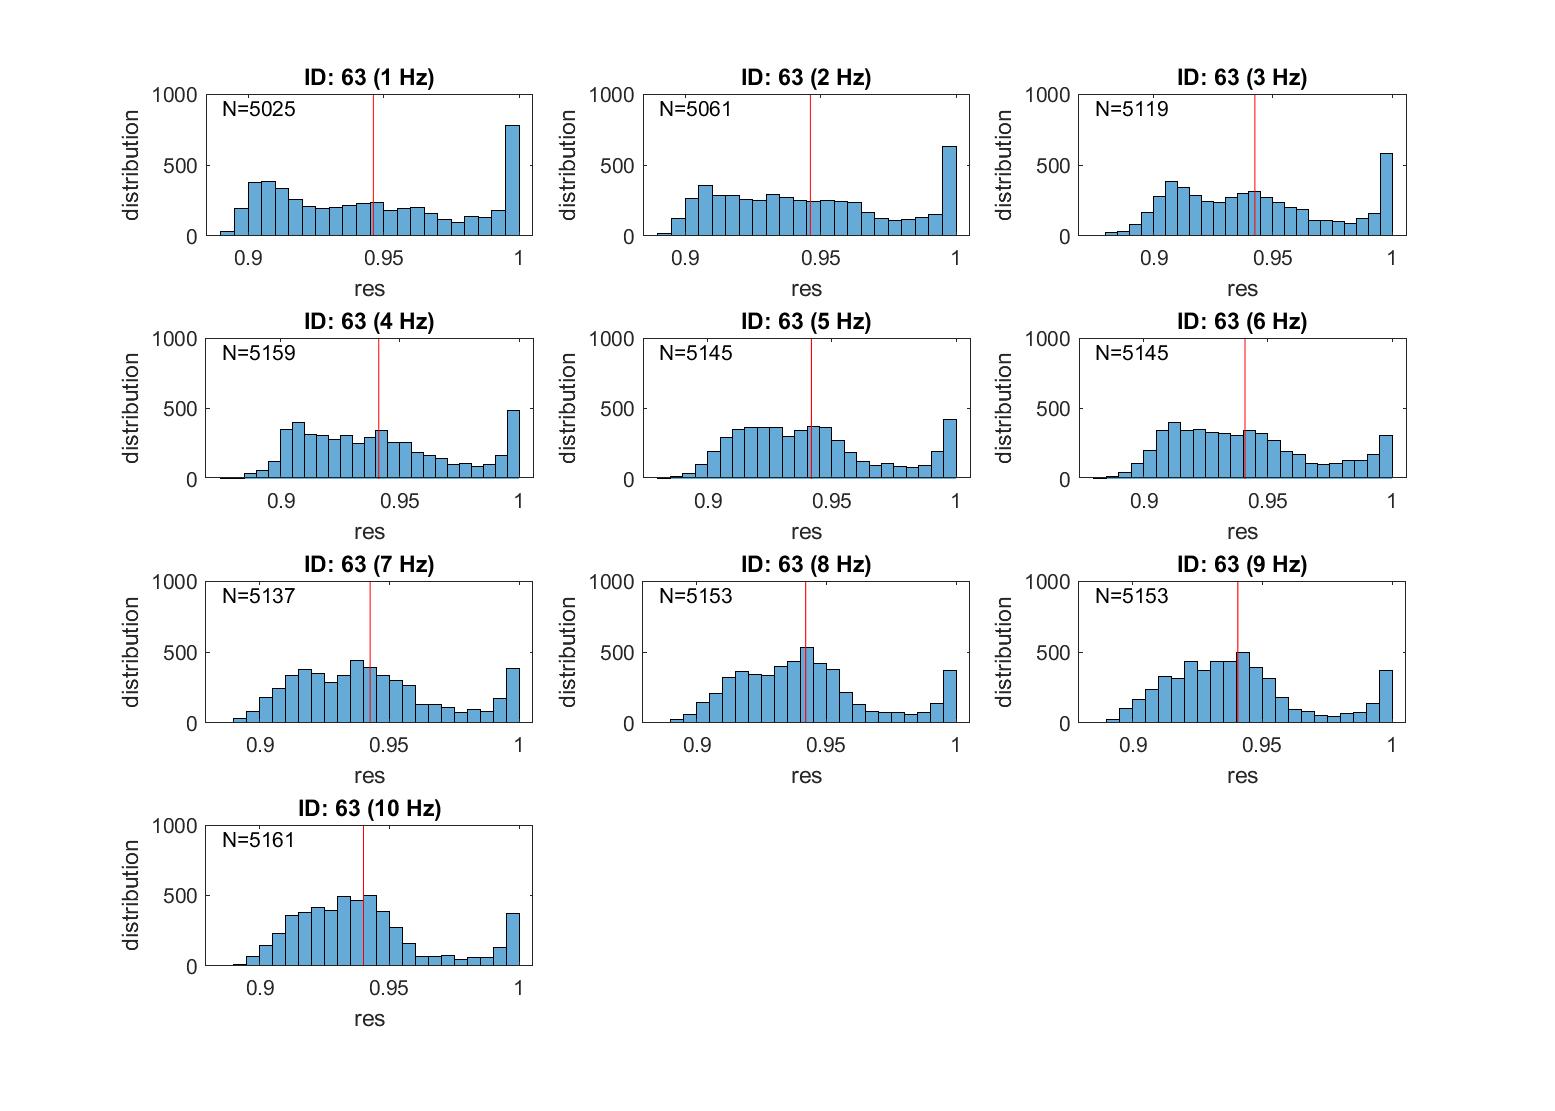 ID: 63 (1 Hz)
N=5025
distribution
1000
500
0
0.9 0.95 1
res
ID: 63 (2 Hz)
N=5061
distribution
1000
500
0
0.9 0.95 1
res
ID: 63 (3 Hz)
N=5119
distribution
1000
500
0
0.9 0.95 1
res
ID: 63 (4 Hz)
N=5159
distribution
1000
500
0
0.9 0.95 1
res
ID: 63 (5 Hz)
N=5145
distribution
1000
500
0
0.9 0.95 1
res
ID: 63 (6 Hz)
N=5145
distribution
1000
500
0
0.9 0.95 1
res
ID: 63 (7 Hz)
N=5137
distribution
1000
500
0
0.9 0.95 1
res
ID: 63 (8 Hz)
N=5153
distribution
1000
500
0
0.9 0.95 1
res
ID: 63 (9 Hz)
N=5153
distribution
1000
500
0
0.9 0.95 1
res
ID: 63 (10 Hz)
N=5161
distribution
1000
500
0
0.9 0.95 1
res